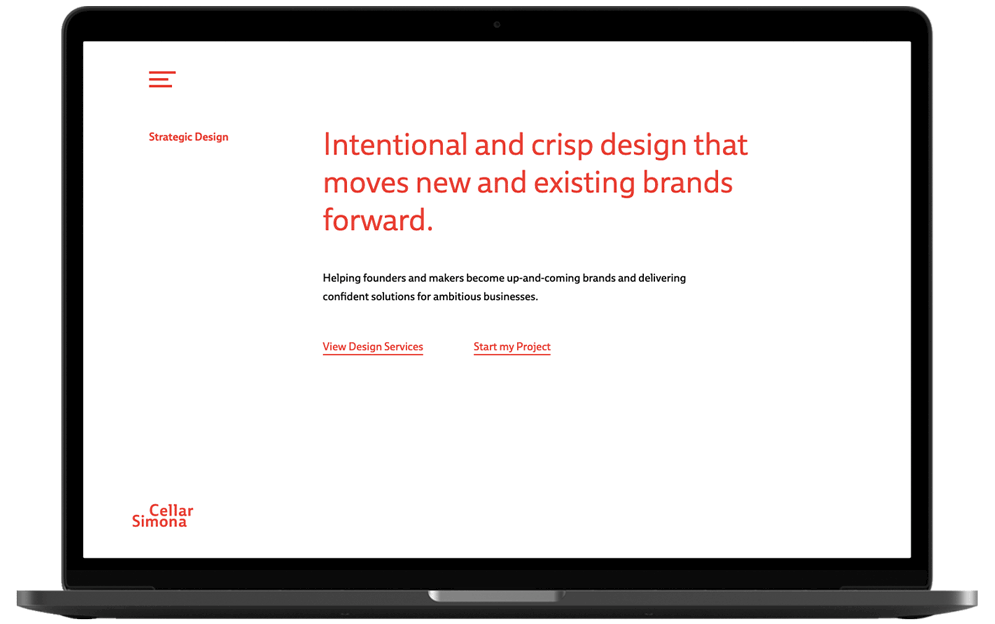 Strategic Design
Intentional and crisp design that
moves new and existing brands
forward.
Helping founders and makers become up-and-coming brands and delivering
confident solutions for ambitious businesses.
View Design Services
Start my Project
Cellar
Simona